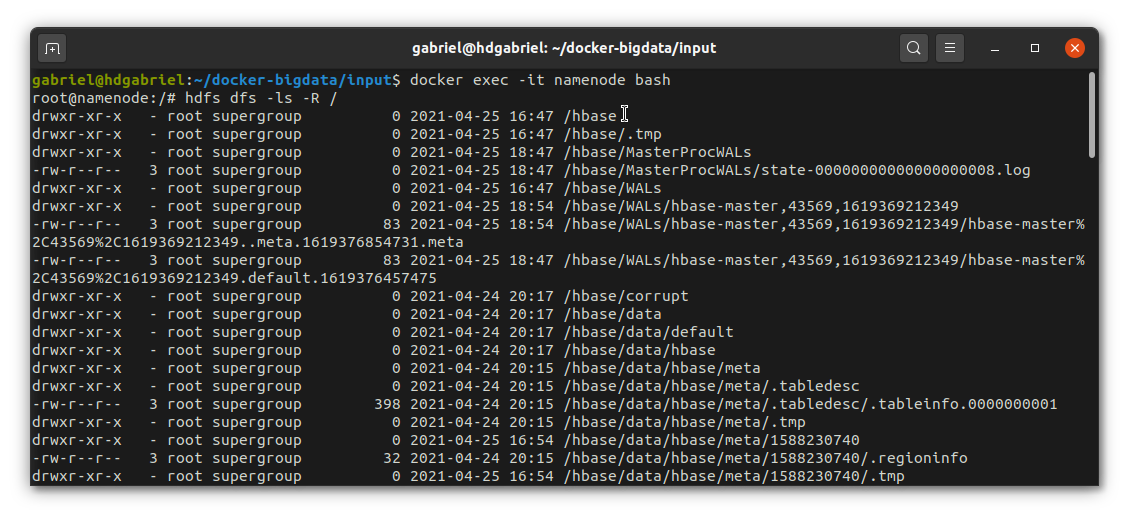 gabriel@hdgabriel: ~/docker-bigdata/input
gabriel@hdgabriel:~/docker-bigdata/input$ docker exec -it namenode bash
root@namenode:/# hdfs dfs -ls -R /
drwxr-xr-x   - root supergroup          0 2021-04-25 16:47 /hbase
drwxr-xr-x   - root supergroup          0 2021-04-25 16:47 /hbase/.tmp
drwxr-xr-x   - root supergroup          0 2021-04-25 18:47 /hbase/MasterProcWALs
-rw-r--r--   3 root supergroup          0 2021-04-25 18:47 /hbase/MasterProcWALs/state-00000000000000000008.log
drwxr-xr-x   - root supergroup          0 2021-04-25 16:47 /hbase/WALs
drwxr-xr-x   - root supergroup          0 2021-04-25 18:54 /hbase/WALs/hbase-master,43569,1619369212349
-rw-r--r--   3 root supergroup         83 2021-04-25 18:54 /hbase/WALs/hbase-master,43569,1619369212349/hbase-master%
2C43569%2C1619369212349..meta.1619376854731.meta
-rw-r--r--   3 root supergroup         83 2021-04-25 18:47 /hbase/WALs/hbase-master,43569,1619369212349/hbase-master%
2C43569%2C1619369212349.default.1619376457475
drwxr-xr-x   - root supergroup          0 2021-04-24 20:17 /hbase/corrupt
drwxr-xr-x   - root supergroup          0 2021-04-24 20:17 /hbase/data
drwxr-xr-x   - root supergroup          0 2021-04-24 20:17 /hbase/data/default
drwxr-xr-x   - root supergroup          0 2021-04-24 20:17 /hbase/data/hbase
drwxr-xr-x   - root supergroup          0 2021-04-24 20:15 /hbase/data/hbase/meta
drwxr-xr-x   - root supergroup          0 2021-04-24 20:15 /hbase/data/hbase/meta/.tabledesc
-rw-r--r--   3 root supergroup        398 2021-04-24 20:15 /hbase/data/hbase/meta/.tabledesc/.tableinfo.0000000001
drwxr-xr-x   - root supergroup          0 2021-04-24 20:15 /hbase/data/hbase/meta/.tmp
drwxr-xr-x   - root supergroup          0 2021-04-25 16:54 /hbase/data/hbase/meta/1588230740
-rw-r--r--   3 root supergroup         32 2021-04-24 20:15 /hbase/data/hbase/meta/1588230740/.regioninfo
drwxr-xr-x   - root supergroup          0 2021-04-25 16:54 /hbase/data/hbase/meta/1588230740/.tmp